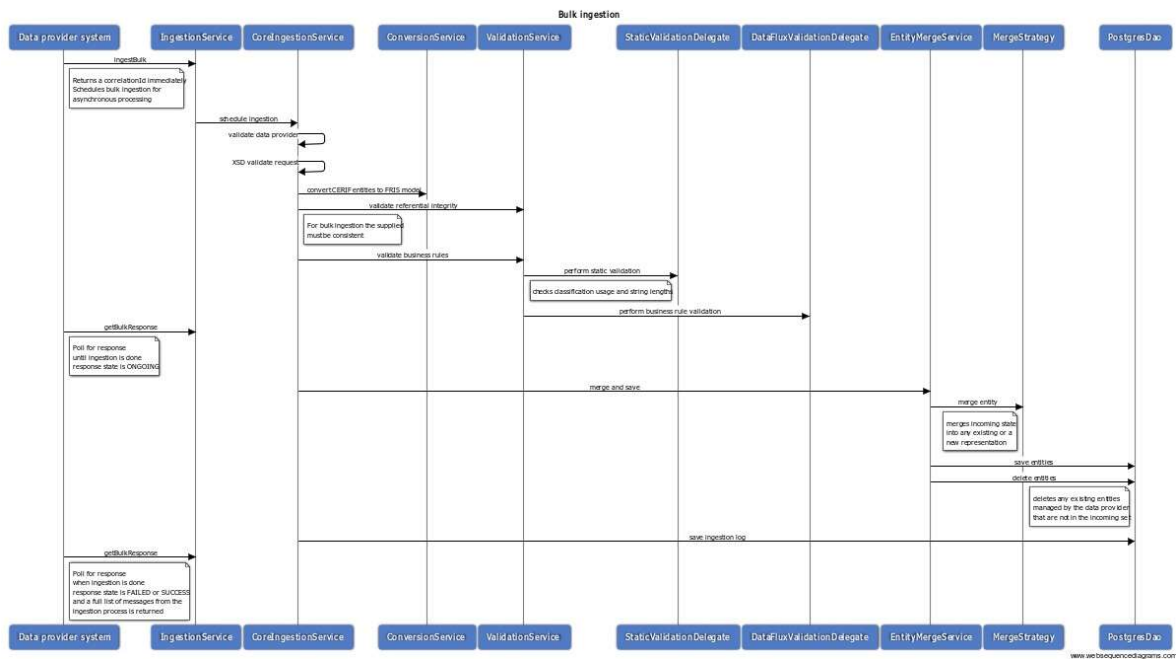 Bulk ingestion
Data provider system IngestionService CoreIngestionService ConversionService ValidationService StaticValidationDelegate DataFluxValidationDelegate EntityMergeService MergeStrategy PostgresDao
ingestBulk
Returns a correlationId immediately
Schedules bulk ingestion for
asynchronous processing
schedule ingestion
validate data provider
XSD validate request
convert CERIF entities to FRIS model
validate referential integrity
For bulk ingestion the supplied
must be consistent
validate business rules
perform static validation
checks classification usage and string lengths
perform business rule validation
getBulkResponse
Poll for response
until ingestion is done
response state is ONGOING
merge and save
merge entity
merges incoming state
into any existing or a
new representation
save entities
delete entities
deletes any existing entities
managed by the data provider
that are not in the incoming set
save ingestion log
getBulkResponse
Poll for response
when ingestion is done
response state is FAILED or SUCCESS
and a full list of messages from the
ingestion process is returned
Data provider system IngestionService CoreIngestionService ConversionService ValidationService StaticValidationDelegate DataFluxValidationDelegate EntityMergeService MergeStrategy PostgresDao
www.websequencediagrams.com